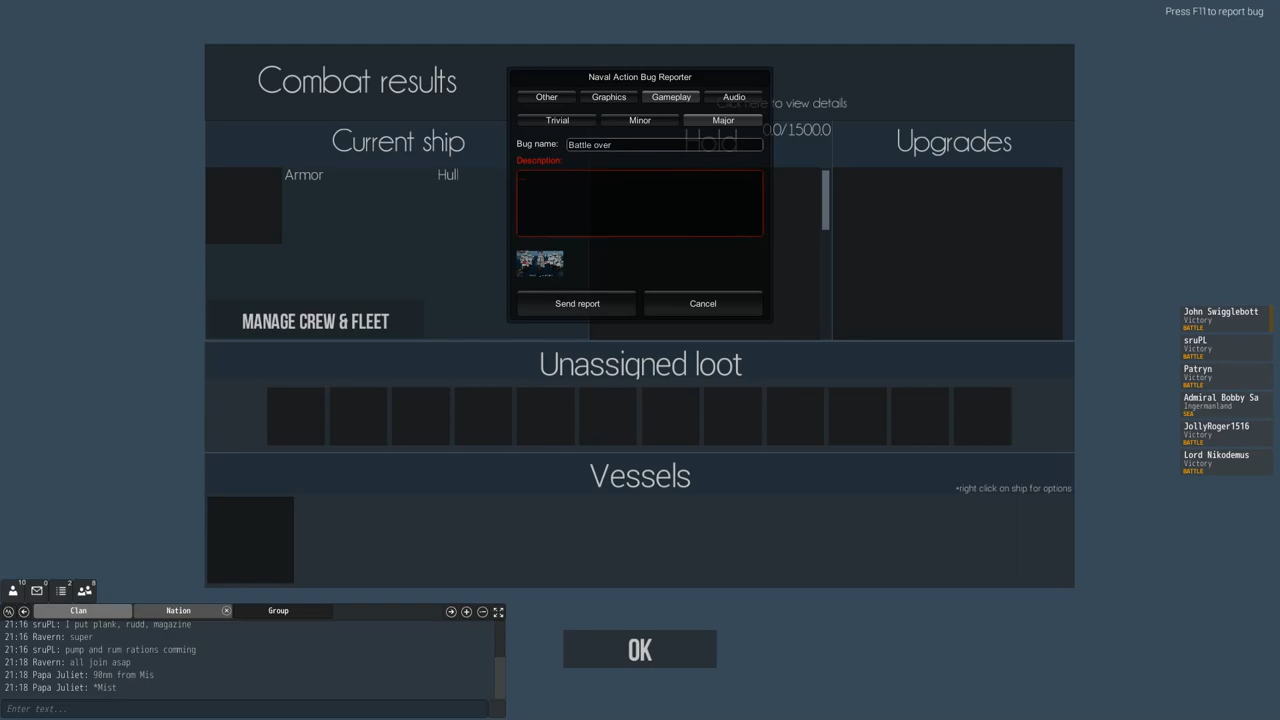 Press F11 to report bug
Combat results
Naval Action Bug Reporter
Other Graphics Gameplay Audio
Click here to view details
Trivial Minor Major
0.0/1500.0
Current ship Hold Upgrades
Bug name: Battle over
Description:
...
Armor Hull
Send report Cancel
MANAGE CREW & FLEET
Unassigned loot
Vessels
*right click on ship for options
John Swigglebott
Victory
BATTLE
sruPL
Victory
BATTLE
Patryn
Victory
BATTLE
Admiral Bobby Sa
Ingermanland
SEA
JollyRoger1516
Victory
BATTLE
Lord Nikodemus
Victory
BATTLE
10 0 2 8
Clan Nation Group
21:16 sruPL: I put plank, rudd, magazine
21:16 Ravern: super
21:16 sruPL: pump and rum rations comming
21:18 Ravern: all join asap
21:18 Papa Juliet: 90nm from Mis
21:18 Papa Juliet: *Mist
Enter text...
OK